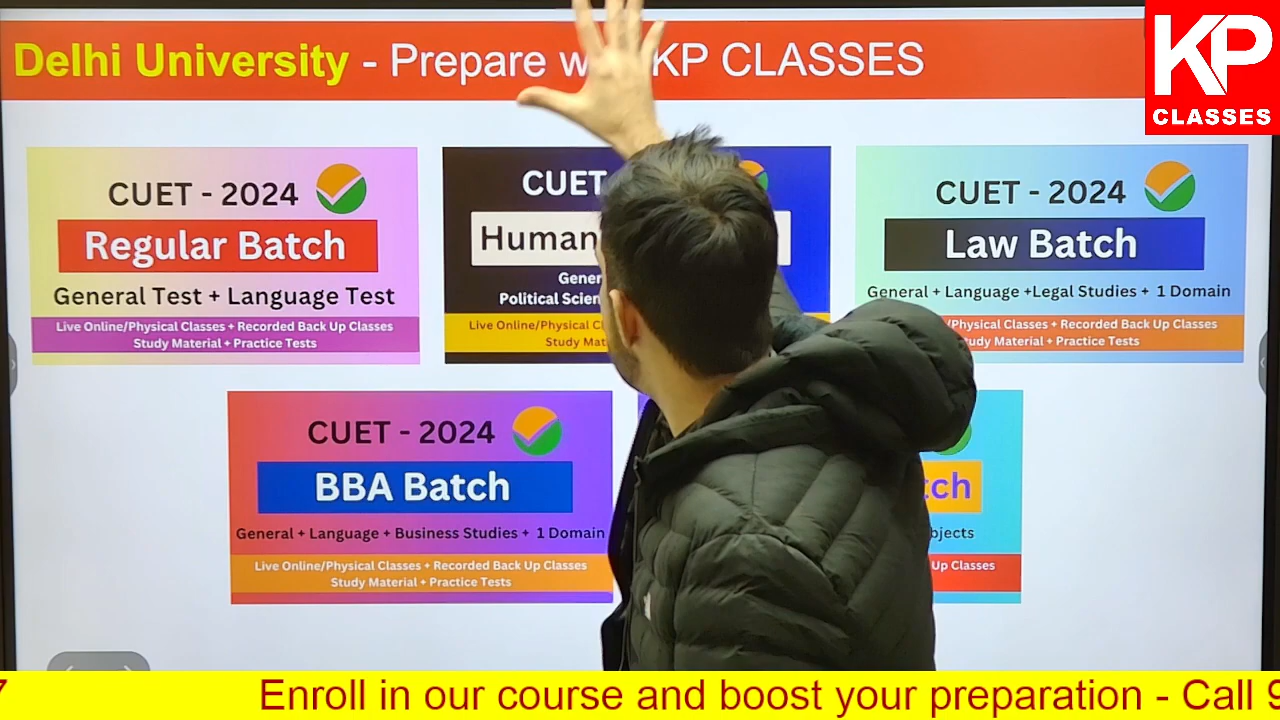 Delhi University - Prepare w KP CLASSES
KP
CLASSES
CUET - 2024
Regular Batch
General Test + Language Test
Live Online/Physical Classes + Recorded Back Up Classes
Study Material + Practice Tests
CUET
Human
Gener
Political Scien
Live Online/Physical C
Study Mat
CUET - 2024
Law Batch
General + Language +Legal Studies + 1 Domain
/Physical Classes + Recorded Back Up Classes
Study Material + Practice Tests
CUET - 2024
BBA Batch
General + Language + Business Studies + 1 Domain
Live Online/Physical Classes + Recorded Back Up Classes
Study Material + Practice Tests
tch
bjects
Up Classes
7 Enroll in our course and boost your preparation - Call 9